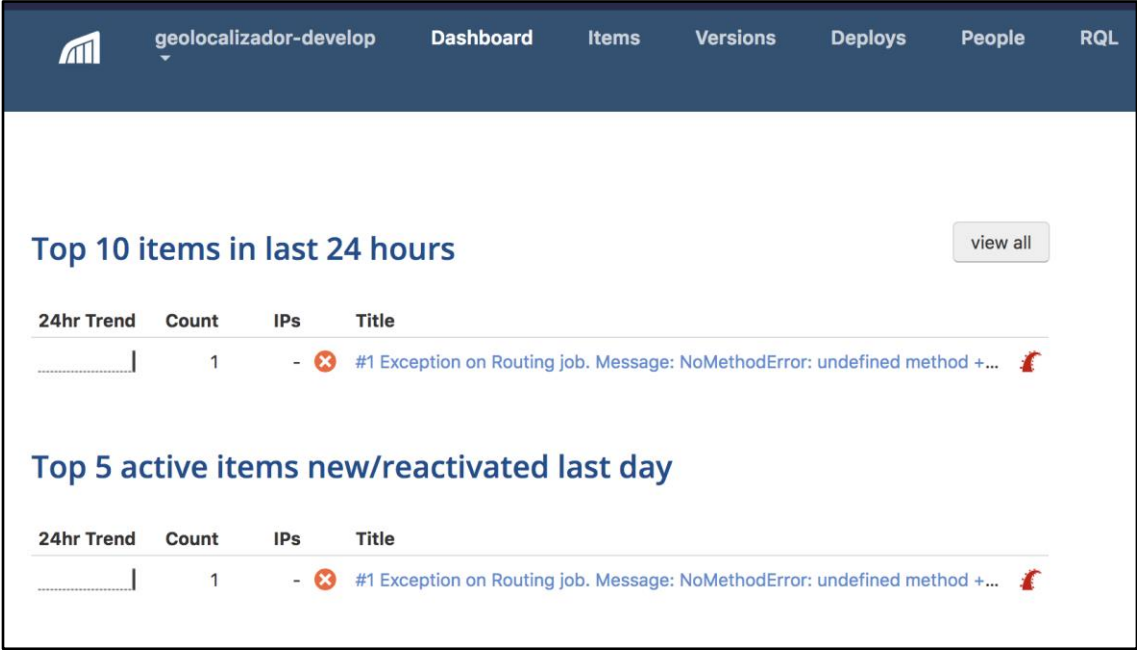 geolocalizador-develop Dashboard Items Versions Deploys People RQL
Top 10 items in last 24 hours view all
24hr Trend Count IPs Title
1 - #1 Exception on Routing job. Message: NoMethodError: undefined method +...
Top 5 active items new/reactivated last day
24hr Trend Count IPs Title
1 - #1 Exception on Routing job. Message: NoMethodError: undefined method +...